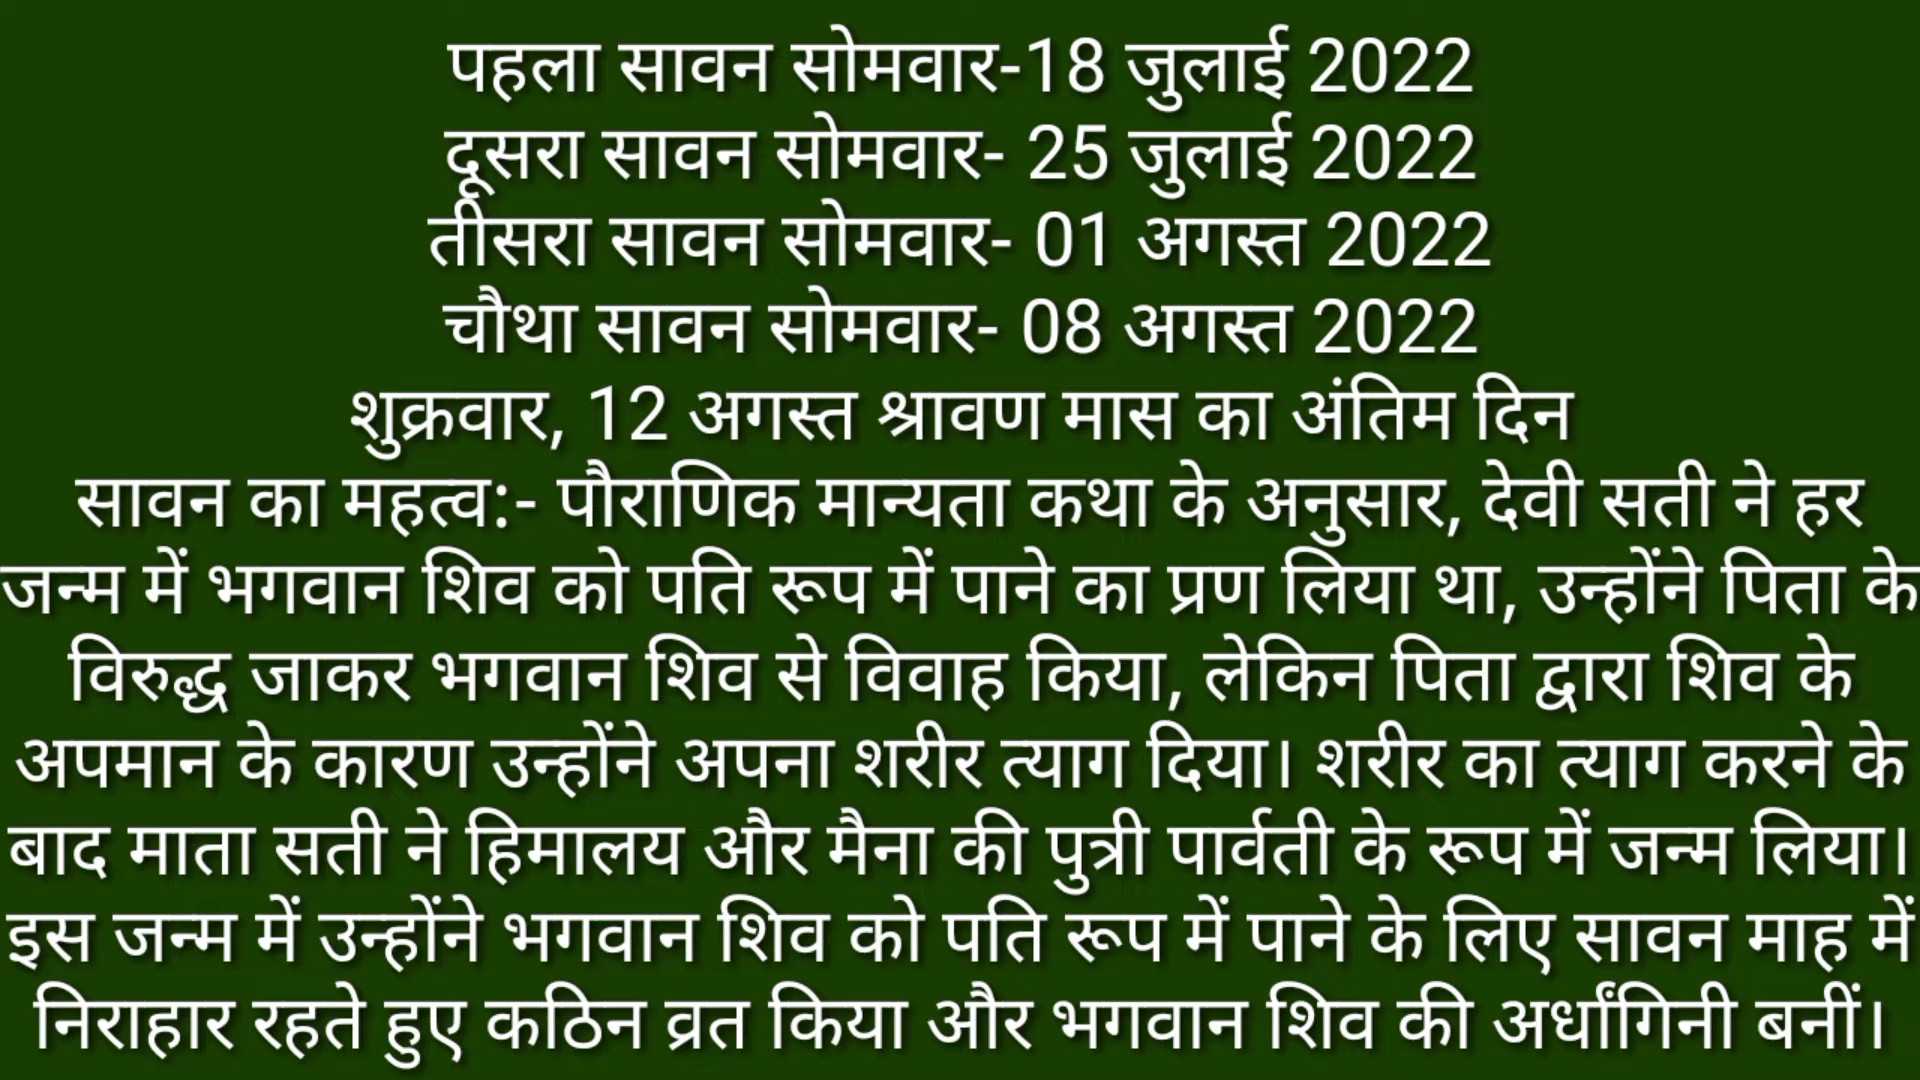 पहला सावन सोमवार-18 जुलाई 2022
दूसरा सावन सोमवार- 25 जुलाई 2022
तीसरा सावन सोमवार- 01 अगस्त 2022
चौथा सावन सोमवार- 08 अगस्त 2022
शुक्रवार, 12 अगस्त श्रावण मास का अंतिम दिन
सावन का महत्व:- पौराणिक मान्यता कथा के अनुसार, देवी सती ने हर
जन्म में भगवान शिव को पति रूप में पाने का प्रण लिया था, उन्होंने पिता के
विरुद्ध जाकर भगवान शिव से विवाह किया, लेकिन पिता द्वारा शिव के
अपमान के कारण उन्होंने अपना शरीर त्याग दिया। शरीर का त्याग करने के
बाद माता सती ने हिमालय और मैना की पुत्री पार्वती के रूप में जन्म लिया।
इस जन्म में उन्होंने भगवान शिव को पति रूप में पाने के लिए सावन माह में
निराहार रहते हुए कठिन व्रत किया और भगवान शिव की अर्धांगिनी बनीं।